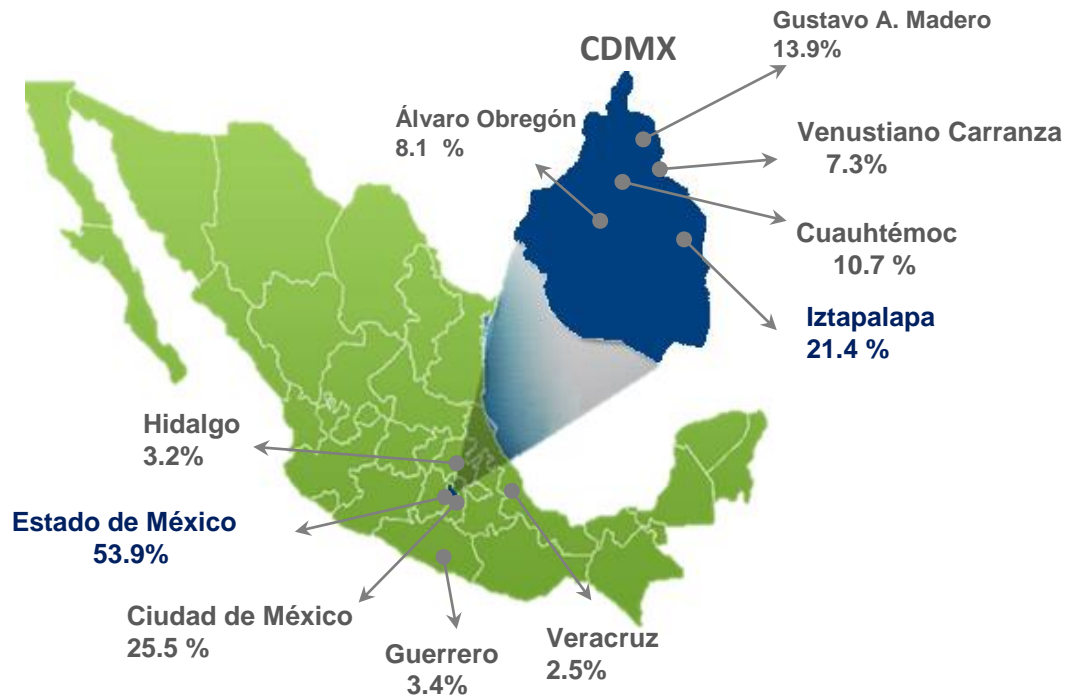 Gustavo A. Madero
13.9%
CDMX
Álvaro Obregón
8.1 %
Venustiano Carranza
7.3%
Cuauhtémoc
10.7 %
Iztapalapa
21.4 %
Hidalgo
3.2%
Estado de México
53.9%
Ciudad de México
25.5 %
Guerrero
3.4%
Veracruz
2.5%